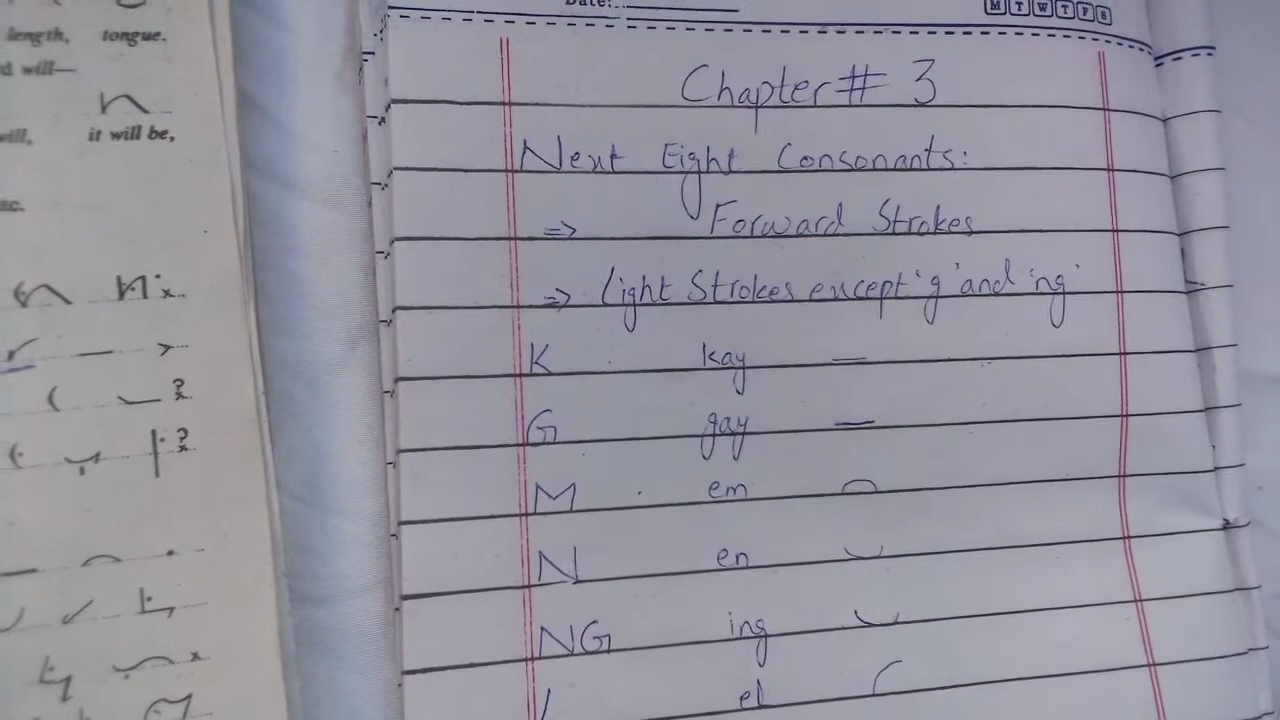 length, tongue.
will—
will, it will be,
Date:
M T W T F S
Chapter # 3
Next Eight Consonants:
⇒ Forward Strokes
⇒ Light Strokes except 'g' and 'ng'
K kay
G gay
M em
N en
NG ing
L el